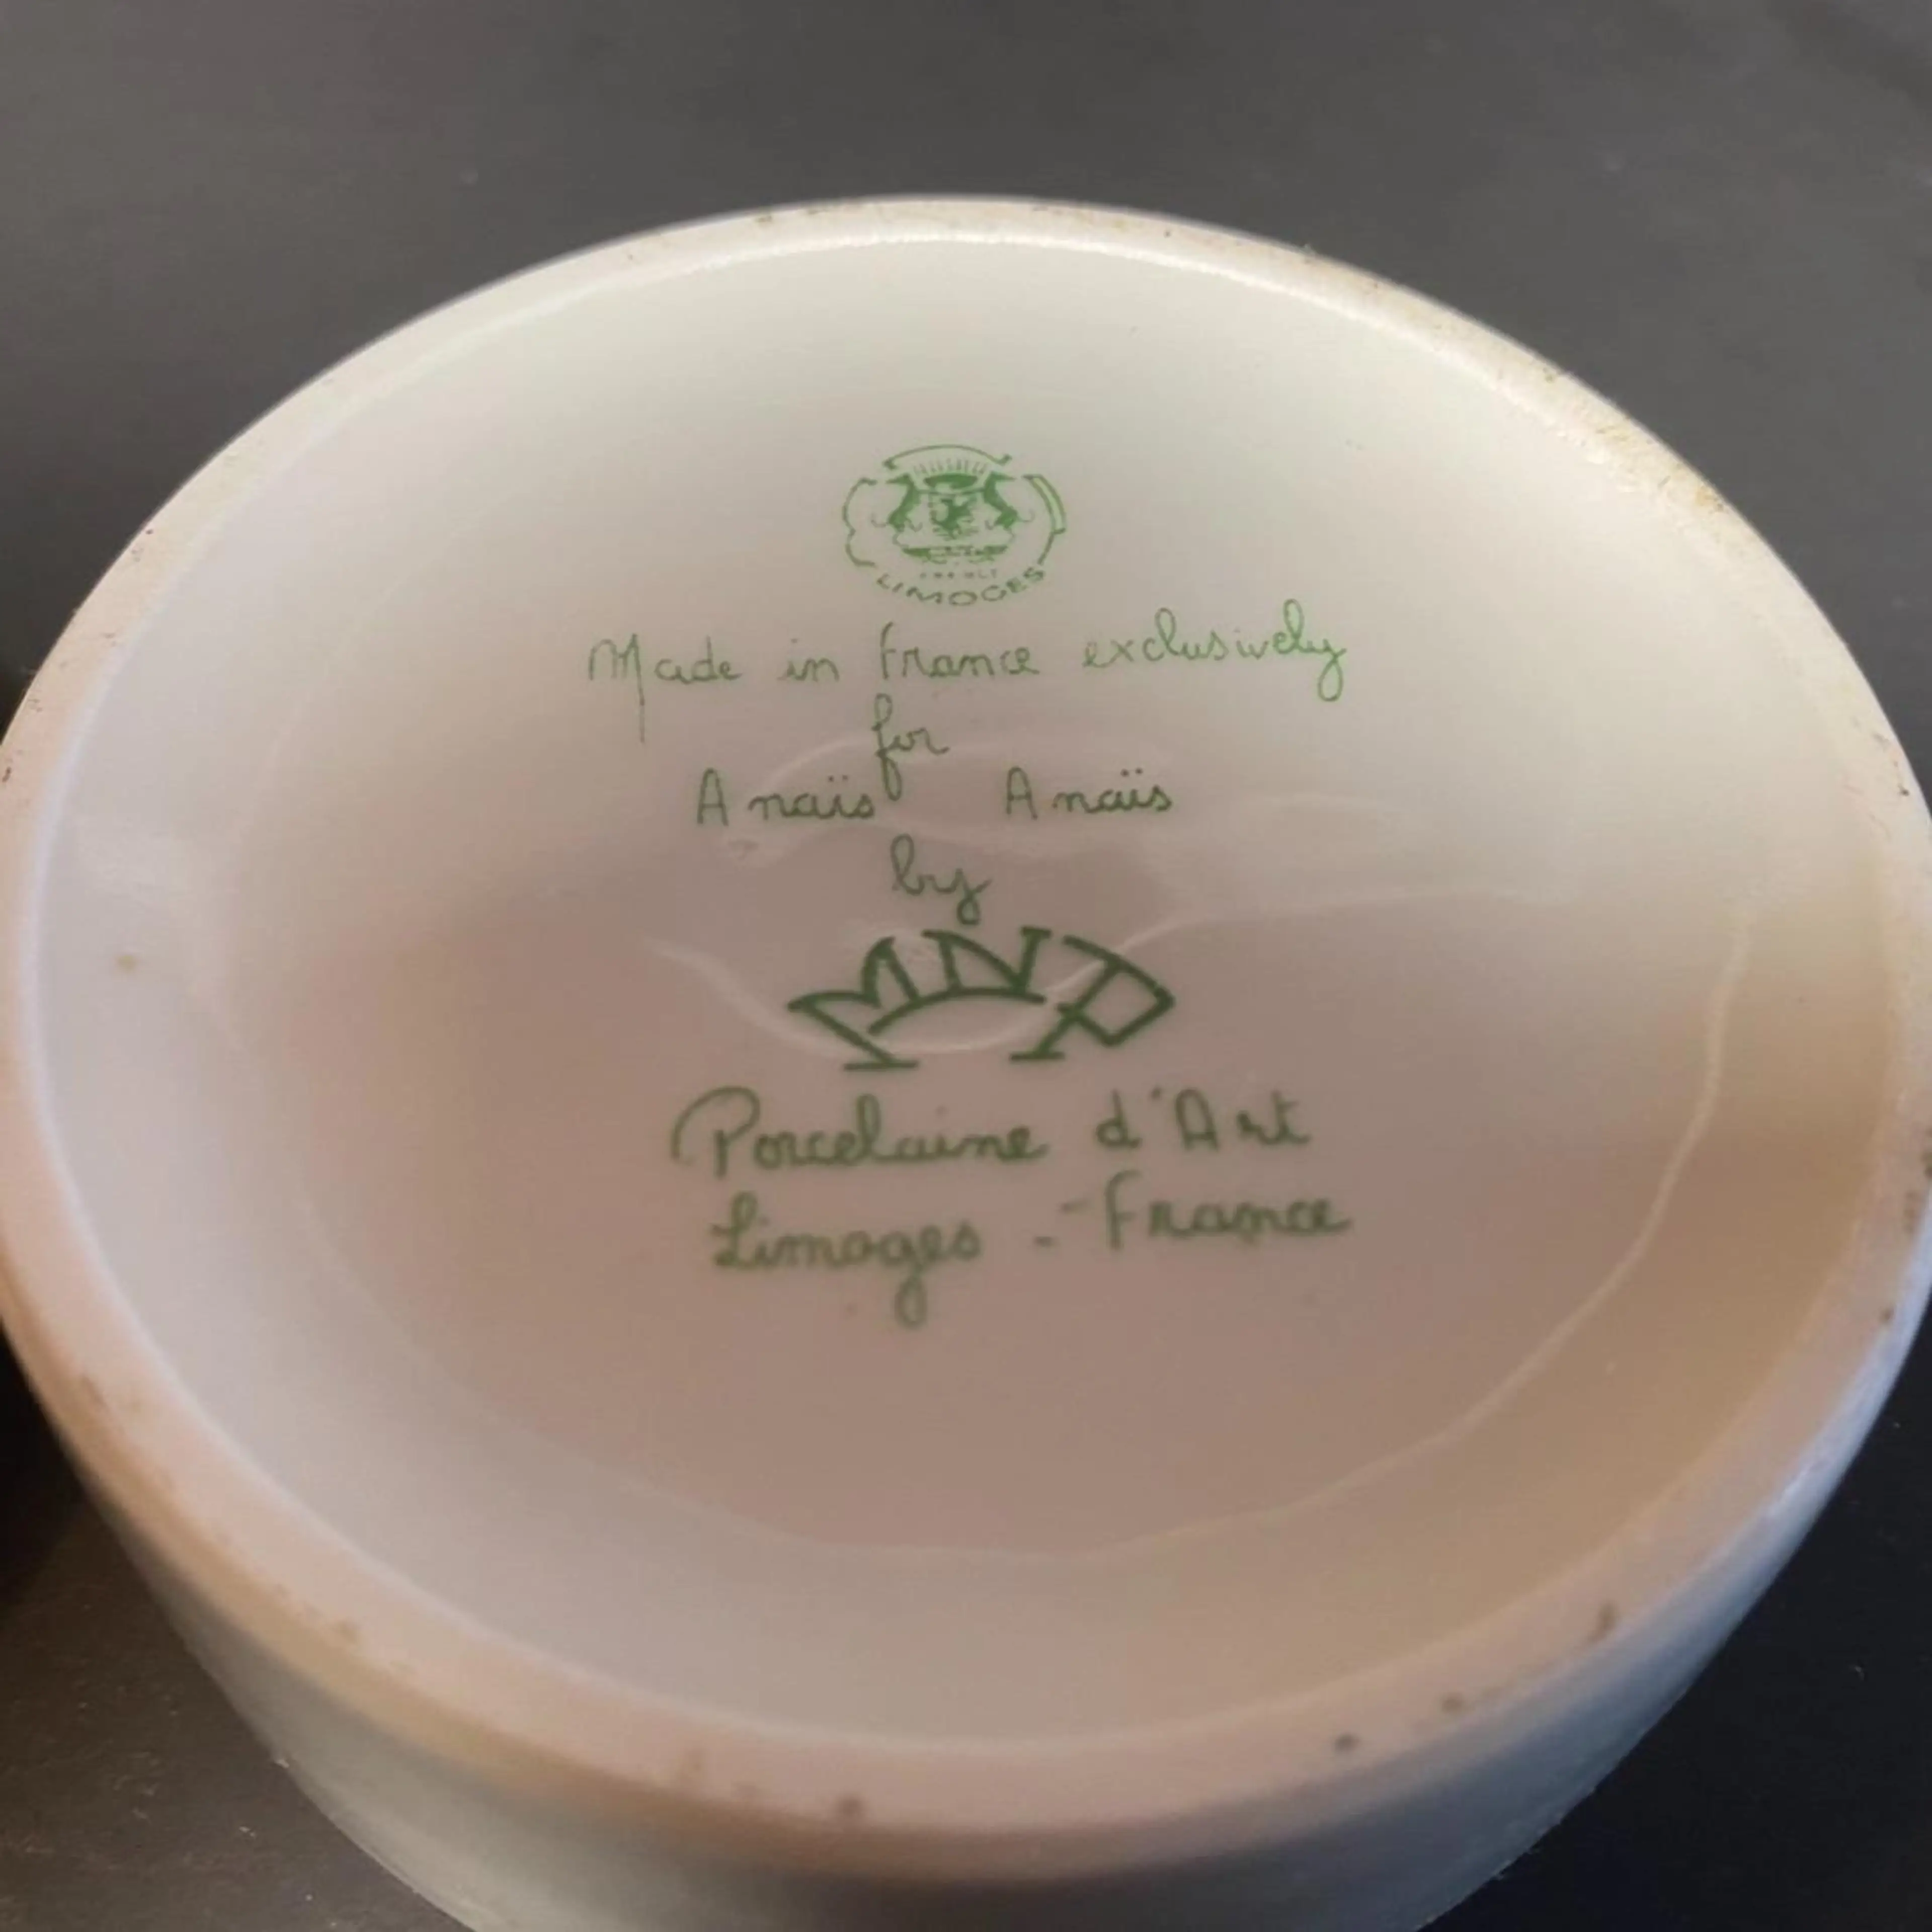 LIMOGES
Made in France exclusively
for
Anaïs Anaïs
by
MNP
Porcelaine d'Art
Limoges - France